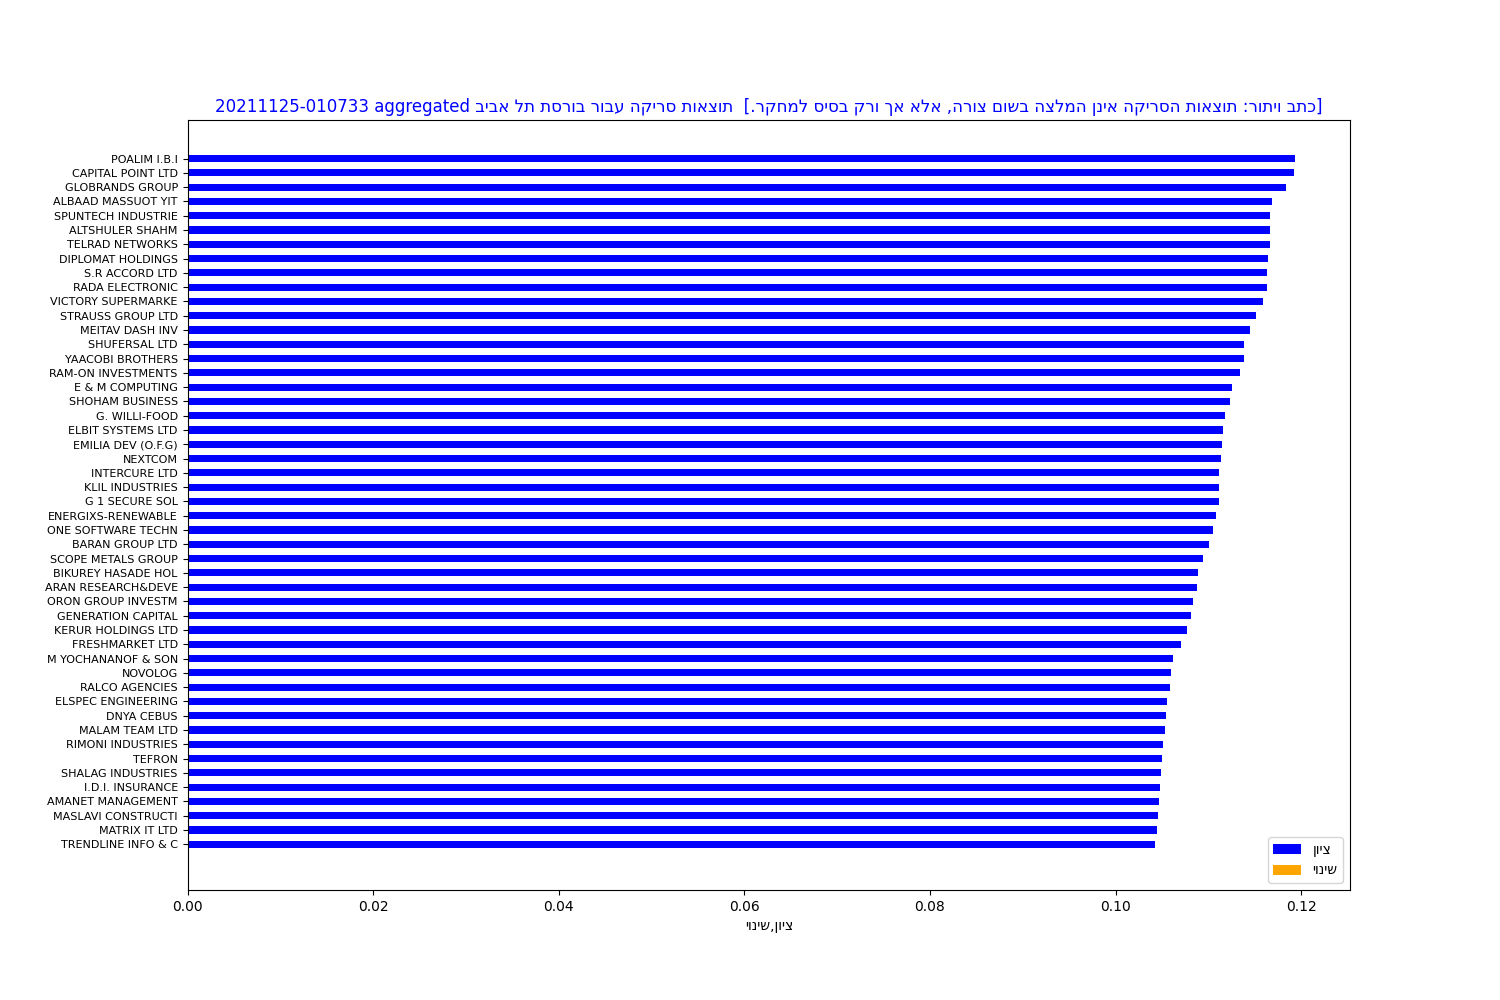 תוצאות סריקה עבור בורסת תל אביב 20211125-010733 aggregated [כתב ויתור: תוצאות הסריקה אינן המלצה בשום צורה, אלא אך ורק בסיס למחקר.]
POALIM I.B.I
CAPITAL POINT LTD
GLOBRANDS GROUP
ALBAAD MASSUOT YIT
SPUNTECH INDUSTRIE
ALTSHULER SHAHM
TELRAD NETWORKS
DIPLOMAT HOLDINGS
S.R ACCORD LTD
RADA ELECTRONIC
VICTORY SUPERMARKE
STRAUSS GROUP LTD
MEITAV DASH INV
SHUFERSAL LTD
YAACOBI BROTHERS
RAM-ON INVESTMENTS
E & M COMPUTING
SHOHAM BUSINESS
G. WILLI-FOOD
ELBIT SYSTEMS LTD
EMILIA DEV (O.F.G)
NEXTCOM
INTERCURE LTD
KLIL INDUSTRIES
G 1 SECURE SOL
ENERGIXS-RENEWABLE
ONE SOFTWARE TECHN
BARAN GROUP LTD
SCOPE METALS GROUP
BIKUREY HASADE HOL
ARAN RESEARCH&DEVE
ORON GROUP INVESTM
GENERATION CAPITAL
KERUR HOLDINGS LTD
FRESHMARKET LTD
M YOCHANANOF & SON
NOVOLOG
RALCO AGENCIES
ELSPEC ENGINEERING
DNYA CEBUS
MALAM TEAM LTD
RIMONI INDUSTRIES
TEFRON
SHALAG INDUSTRIES
I.D.I. INSURANCE
AMANET MANAGEMENT
MASLAVI CONSTRUCTI
MATRIX IT LTD
TRENDLINE INFO & C
ציון
שינוי
0.00 0.02 0.04 0.06 0.08 0.10 0.12
ציון,שינוי